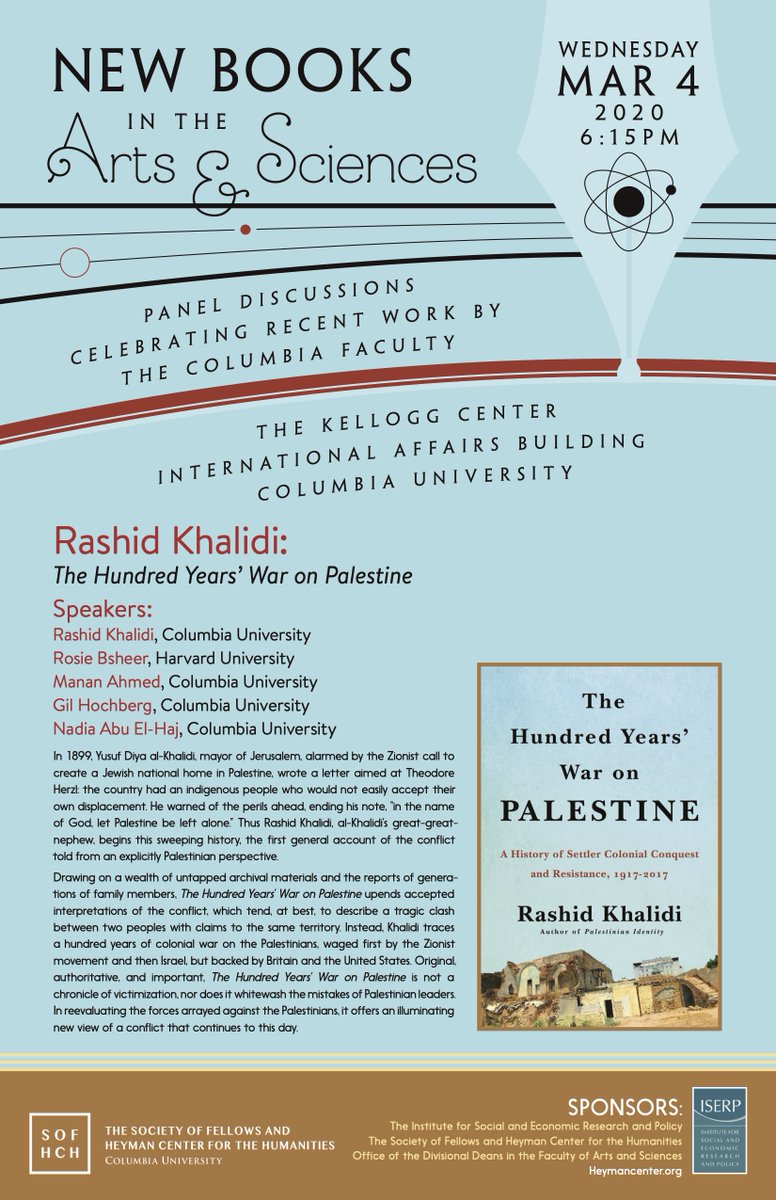 NEW BOOKS
IN THE
Arts & Sciences
WEDNESDAY
MAR 4
2020
6:15PM
PANEL DISCUSSIONS
CELEBRATING RECENT WORK BY
THE COLUMBIA FACULTY
THE KELLOGG CENTER
INTERNATIONAL AFFAIRS BUILDING
COLUMBIA UNIVERSITY
Rashid Khalidi:
The Hundred Years' War on Palestine
Speakers:
Rashid Khalidi, Columbia University
Rosie Bsheer, Harvard University
Manan Ahmed, Columbia University
Gil Hochberg, Columbia University
Nadia Abu El-Haj, Columbia University
In 1899, Yusuf Diya al-Khalidi, mayor of Jerusalem, alarmed by the Zionist call to
create a Jewish national home in Palestine, wrote a letter aimed at Theodore
Herzl: the country had an indigenous people who would not easily accept their
own displacement. He warned of the perils ahead, ending his note, "in the name
of God, let Palestine be left alone." Thus Rashid Khalidi, al-Khalidi's great-great-
nephew, begins this sweeping history, the first general account of the conflict
told from an explicitly Palestinian perspective.
Drawing on a wealth of untapped archival materials and the reports of genera-
tions of family members, The Hundred Years' War on Palestine upends accepted
interpretations of the conflict, which tend, at best, to describe a tragic clash
between two peoples with claims to the same territory. Instead, Khalidi traces
a hundred years of colonial war on the Palestinians, waged first by the Zionist
movement and then Israel, but backed by Britain and the United States. Original,
authoritative, and important, The Hundred Years' War on Palestine is not a
chronicle of victimization, nor does it whitewash the mistakes of Palestinian leaders.
In reevaluating the forces arrayed against the Palestinians, it offers an illuminating
new view of a conflict that continues to this day.
The
Hundred Years'
War on
PALESTINE
A History of Settler Colonial Conquest
and Resistance, 1917-2017
Rashid Khalidi
Author of Palestinian Identity
SOF
HCH
THE SOCIETY OF FELLOWS AND
HEYMAN CENTER FOR THE HUMANITIES
COLUMBIA UNIVERSITY
SPONSORS:
The Institute for Social and Economic Research and Policy
The Society of Fellows and Heyman Center for the Humanities
Office of the Divisional Deans in the Faculty of Arts and Sciences
Heymancenter.org
ISERP
INSTITUTE FOR
SOCIAL AND
ECONOMIC
RESEARCH
AND POLICY